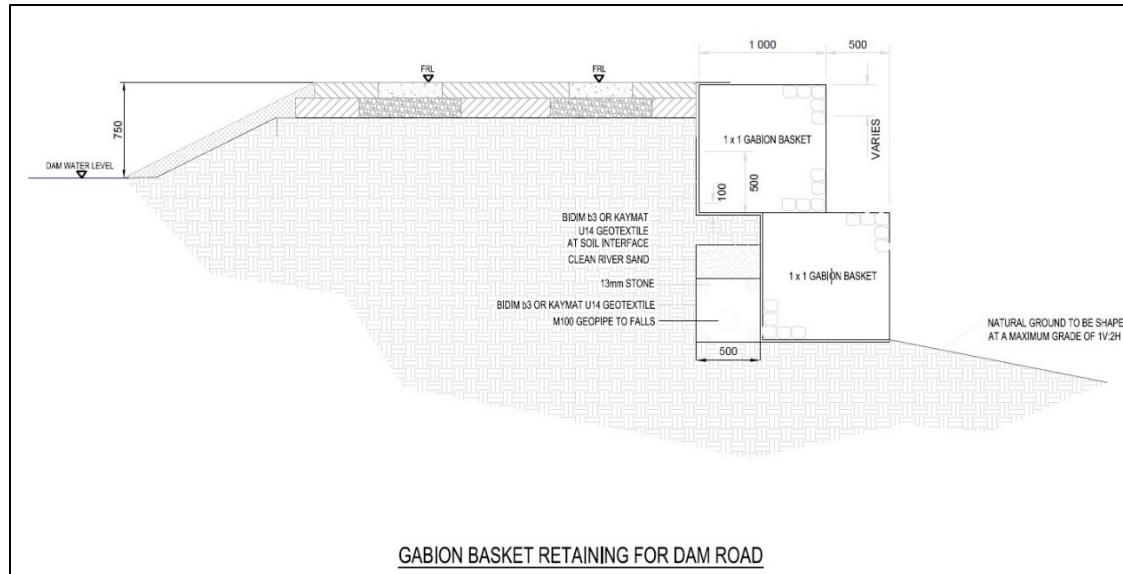 1 000
500
FRL
FRL
750
1 x 1 GABION BASKET
VARIES
DAM WATER LEVEL
100
500
BIDIM b3 OR KAYMAT
U14 GEOTEXTILE
AT SOIL INTERFACE
CLEAN RIVER SAND
1 x 1 GABION BASKET
13mm STONE
BIDIM b3 OR KAYMAT U14 GEOTEXTILE
M100 GEOPIPE TO FALLS
NATURAL GROUND TO BE SHAPE
AT A MAXIMUM GRADE OF 1V:2H
500
GABION BASKET RETAINING FOR DAM ROAD